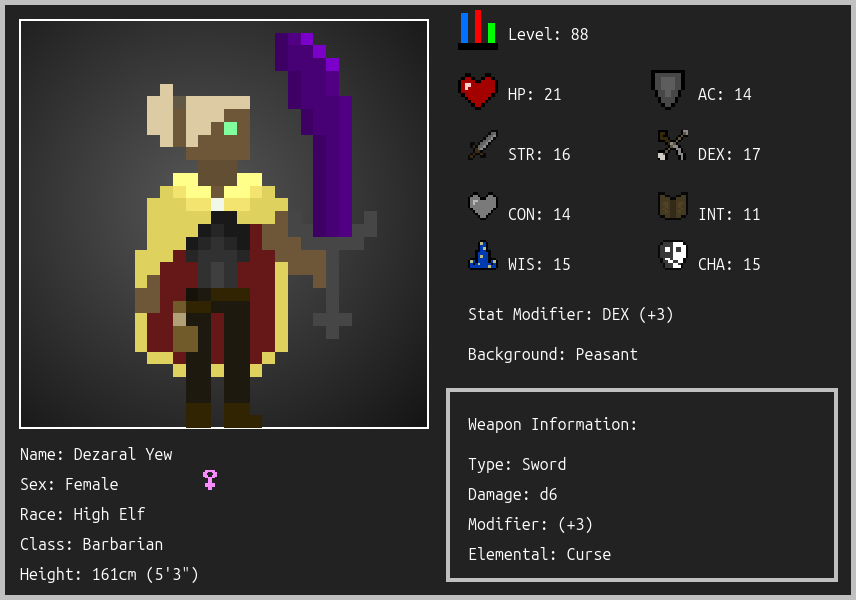 Level: 88
HP: 21
AC: 14
STR: 16
DEX: 17
CON: 14
INT: 11
WIS: 15
CHA: 15
Stat Modifier: DEX (+3)
Background: Peasant
Weapon Information:
Type: Sword
Damage: d6
Modifier: (+3)
Elemental: Curse
Name: Dezaral Yew
Sex: Female
Race: High Elf
Class: Barbarian
Height: 161cm (5'3")